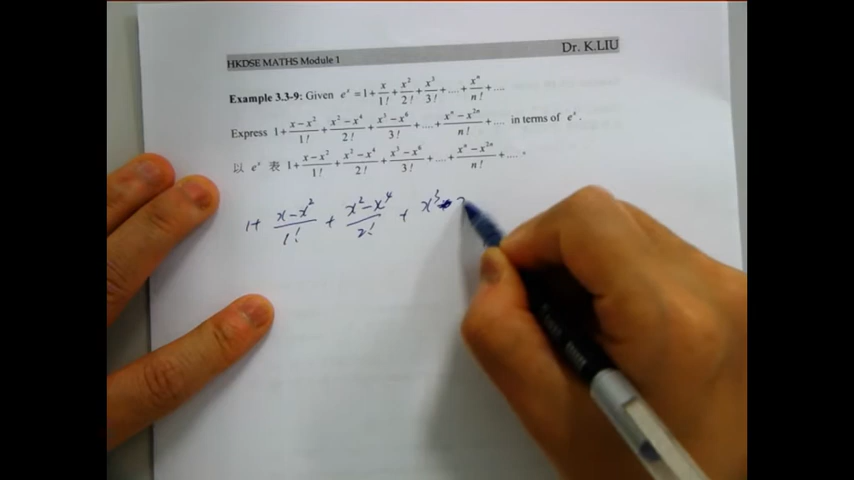 HKDSE MATHS Module 1 Dr. K.LIU
Example 3.3-9: Given e^x = 1 + x/1! + x^2/2! + x^3/3! + .... + x^n/n! + ....
Express 1 + (x − x^2)/1! + (x^2 − x^4)/2! + (x^3 − x^6)/3! + .... + (x^n − x^{2n})/n! + .... in terms of e^x.
以 e^x 表 1 + (x − x^2)/1! + (x^2 − x^4)/2! + (x^3 − x^6)/3! + .... + (x^n − x^{2n})/n! + .... 。
1 + (x − x^2)/1! + (x^2 − x^4)/2! + x^3 −